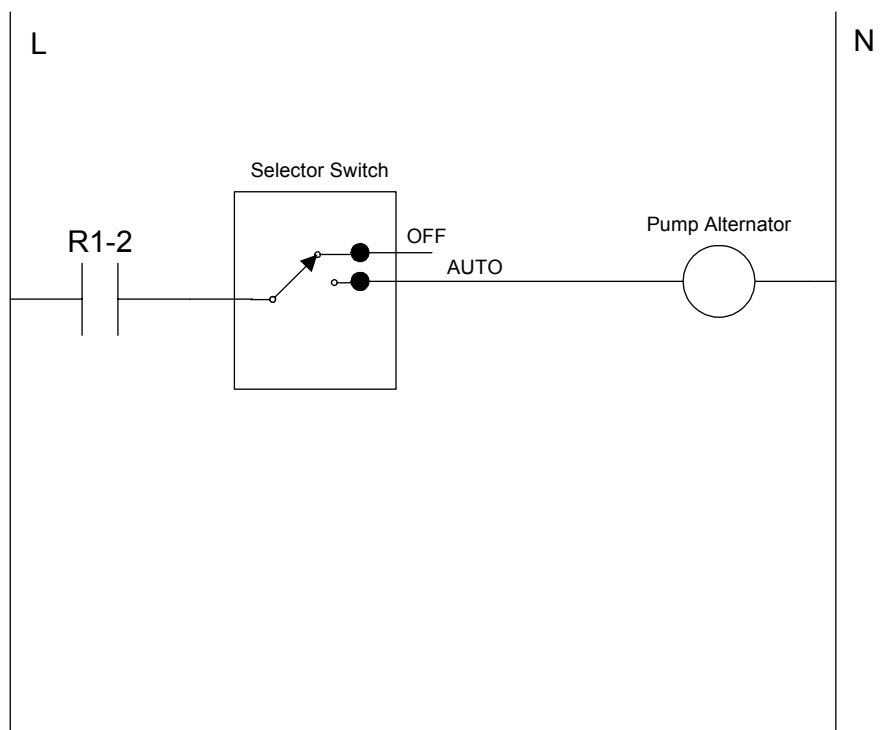 L
N
Selector Switch
R1-2
OFF
AUTO
Pump Alternator